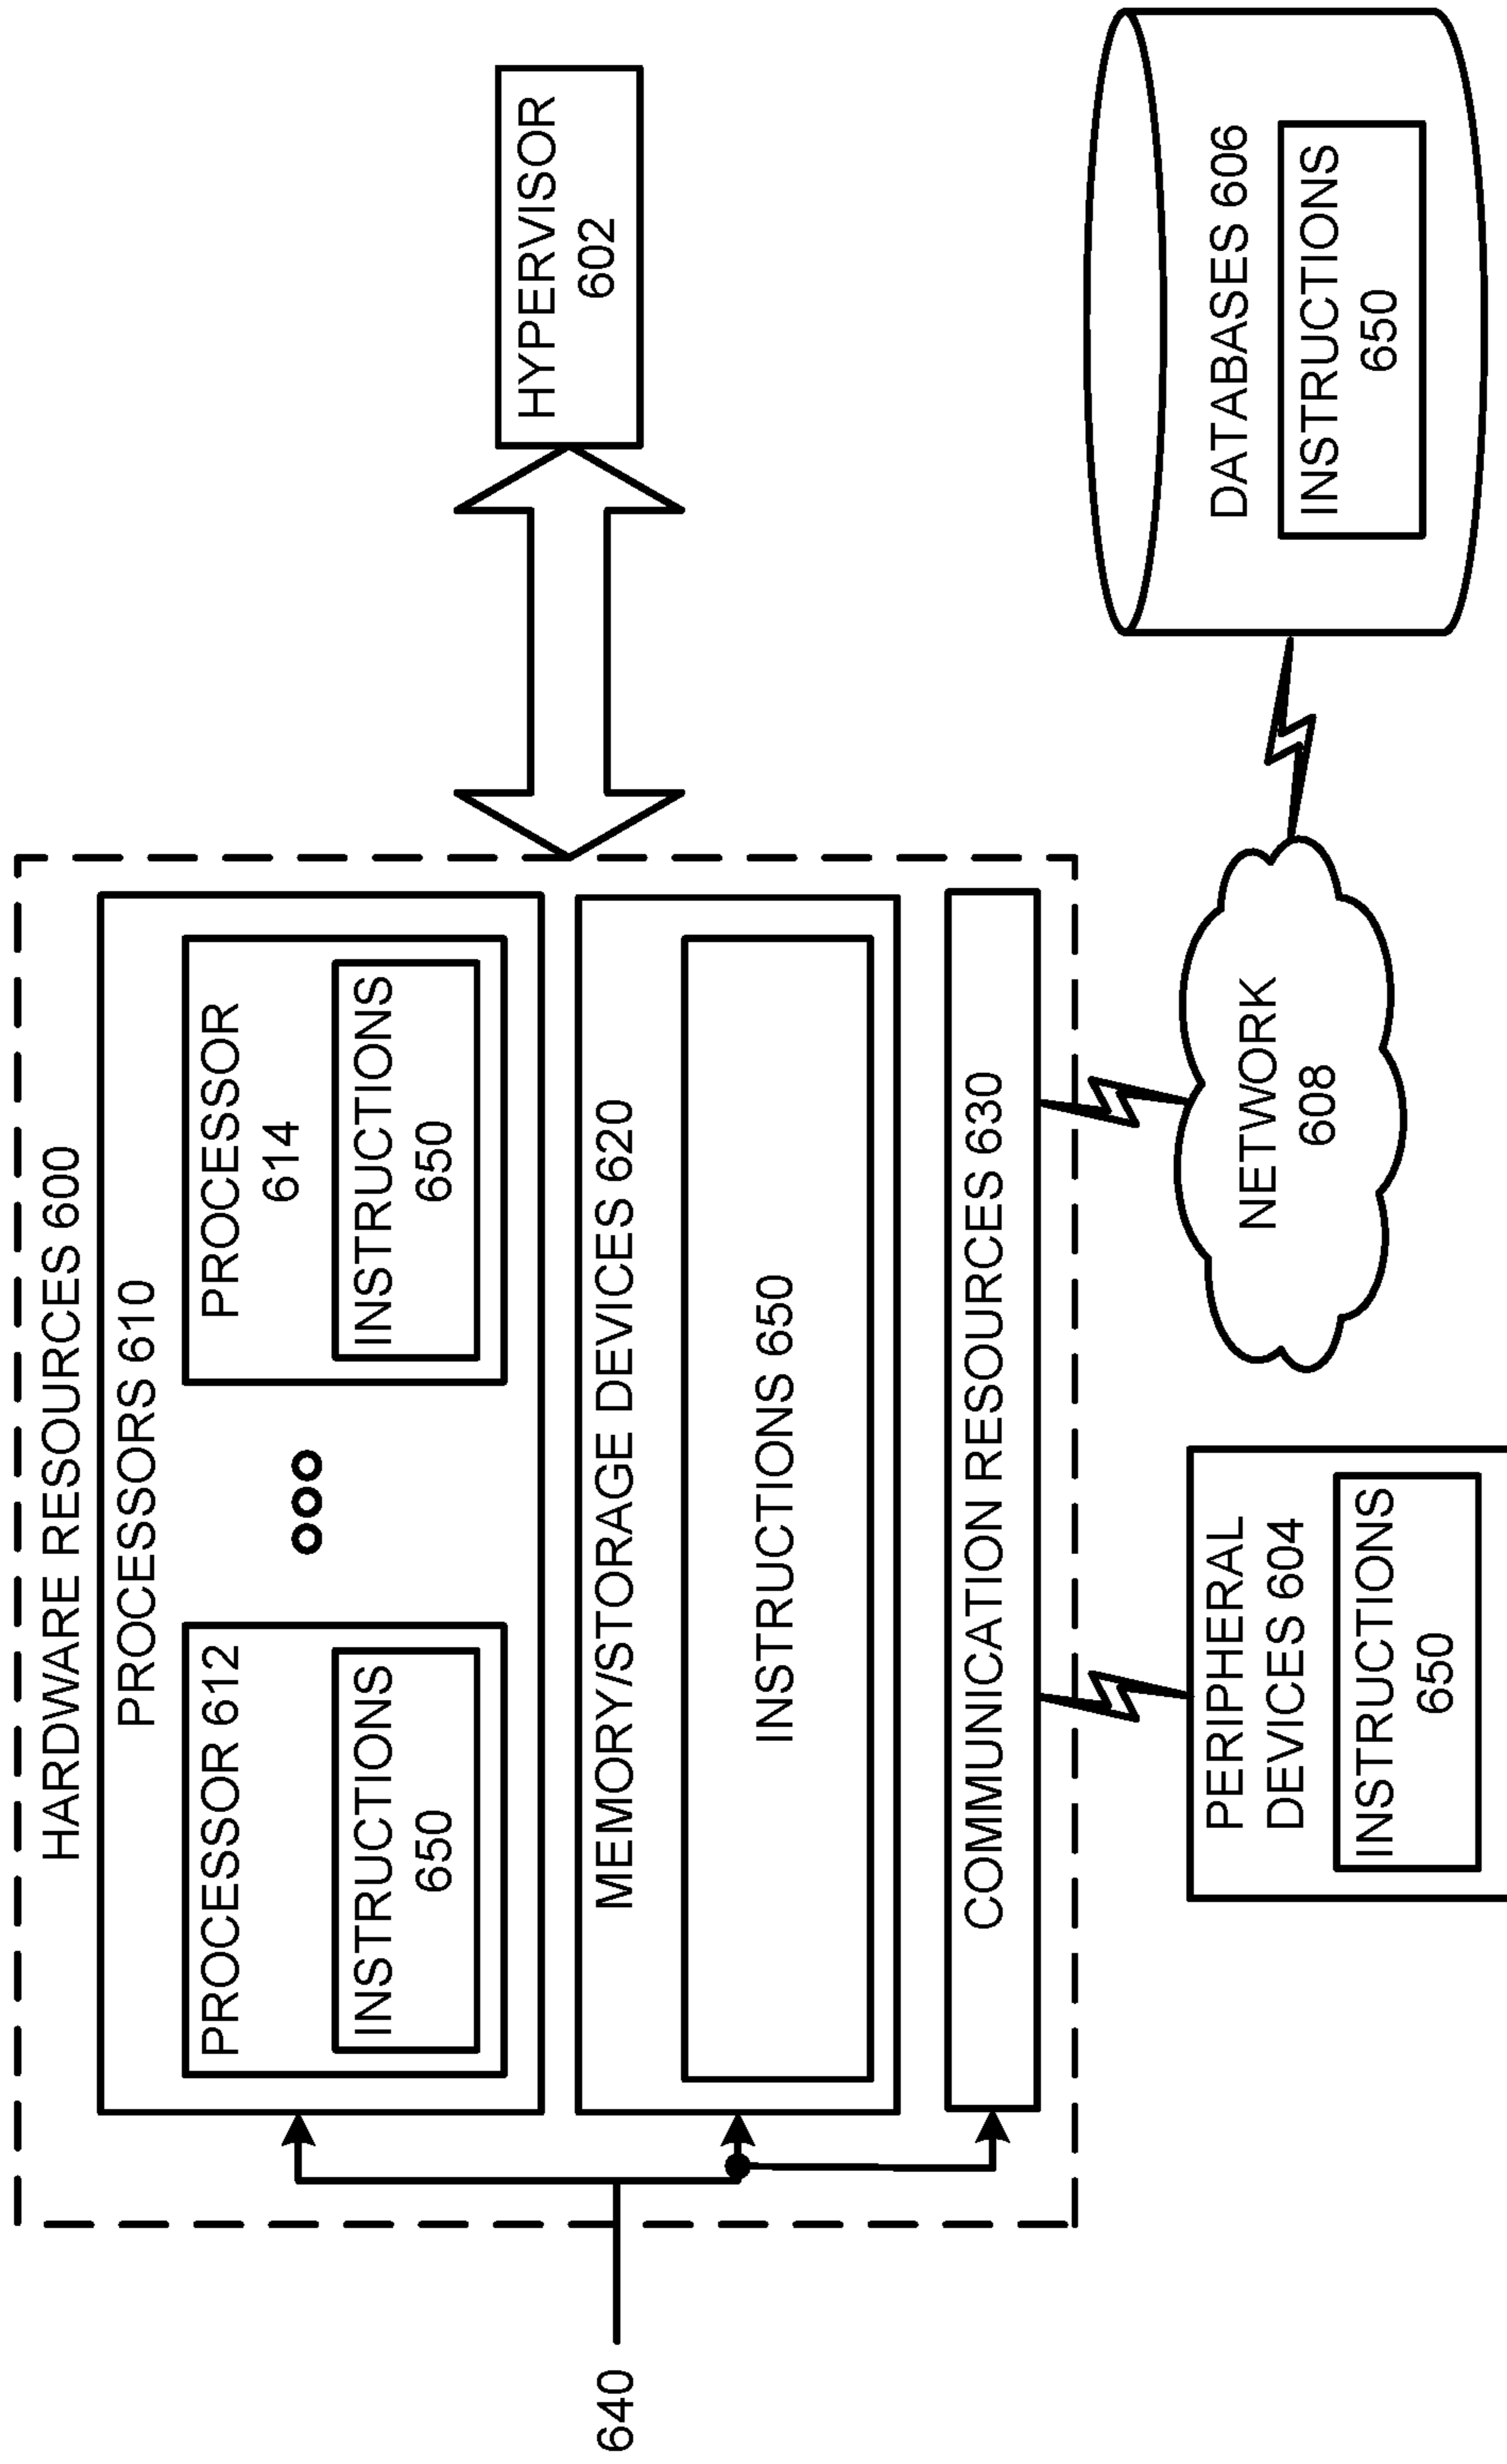 HARDWARE RESOURCES 600
PROCESSORS 610
PROCESSOR 612
INSTRUCTIONS
650
PROCESSOR
614
INSTRUCTIONS
650
MEMORY/STORAGE DEVICES 620
INSTRUCTIONS 650
COMMUNICATION RESOURCES 630
640
HYPERVISOR
602
PERIPHERAL
DEVICES 604
INSTRUCTIONS
650
NETWORK
608
DATABASES 606
INSTRUCTIONS
650